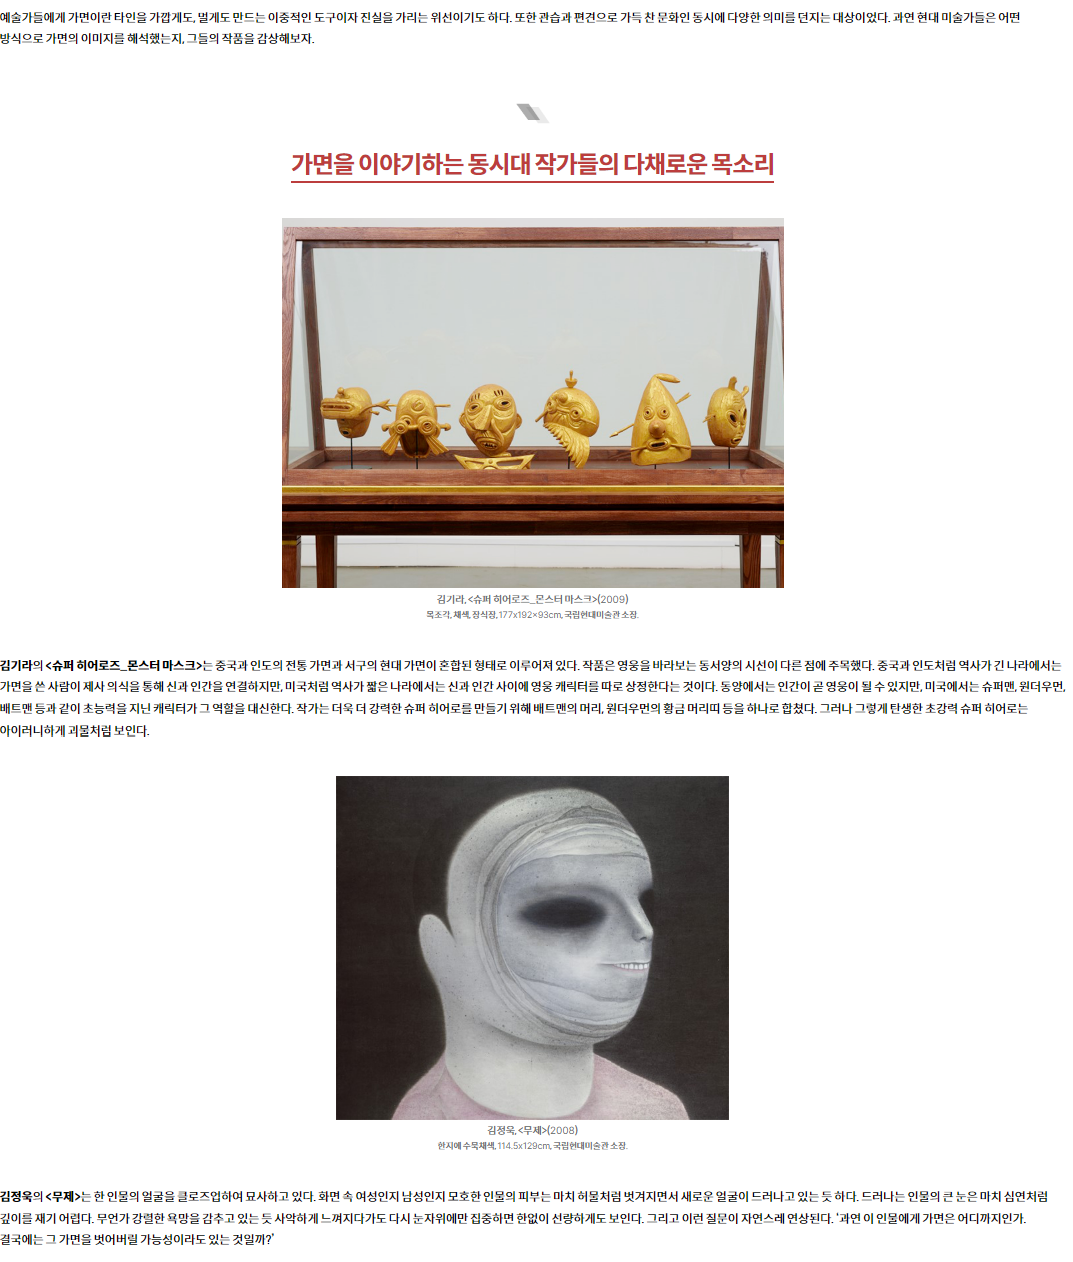 예술가들에게 가면이란 타인을 가깝게도, 멀게도 만드는 이중적인 도구이자 진실을 가리는 위선이기도 하다. 또한 관습과 편견으로 가득 찬 문화인 동시에 다양한 의미를 던지는 대상이었다. 과연 현대 미술가들은 어떤
방식으로 가면의 이미지를 해석했는지, 그들의 작품을 감상해보자.
가면을 이야기하는 동시대 작가들의 다채로운 목소리
김기라, <슈퍼 히어로즈_몬스터 마스크>(2009)
목조각, 채색, 장식장, 177x192×93cm, 국립현대미술관 소장.
김기라의 <슈퍼 히어로즈_몬스터 마스크>는 중국과 인도의 전통 가면과 서구의 현대 가면이 혼합된 형태로 이루어져 있다. 작품은 영웅을 바라보는 동서양의 시선이 다른 점에 주목했다. 중국과 인도처럼 역사가 긴 나라에서는
가면을 쓴 사람이 제사 의식을 통해 신과 인간을 연결하지만, 미국처럼 역사가 짧은 나라에서는 신과 인간 사이에 영웅 캐릭터를 따로 상정한다는 것이다. 동양에서는 인간이 곧 영웅이 될 수 있지만, 미국에서는 슈퍼맨, 원더우먼,
배트맨 등과 같이 초능력을 지닌 캐릭터가 그 역할을 대신한다. 작가는 더욱 더 강력한 슈퍼 히어로를 만들기 위해 배트맨의 머리, 원더우먼의 황금 머리띠 등을 하나로 합쳤다. 그러나 그렇게 탄생한 초강력 슈퍼 히어로는
아이러니하게 괴물처럼 보인다.
김정욱, <무제>(2008)
한지에 수묵채색, 114.5x129cm, 국립현대미술관 소장.
김정욱의 <무제>는 한 인물의 얼굴을 클로즈업하여 묘사하고 있다. 화면 속 여성인지 남성인지 모호한 인물의 피부는 마치 허물처럼 벗겨지면서 새로운 얼굴이 드러나고 있는 듯 하다. 드러나는 인물의 큰 눈은 마치 심연처럼
깊이를 재기 어렵다. 무언가 강렬한 욕망을 감추고 있는 듯 사악하게 느껴지다가도 다시 눈자위에만 집중하면 한없이 선량하게도 보인다. 그리고 이런 질문이 자연스레 연상된다. ‘과연 이 인물에게 가면은 어디까지인가.
결국에는 그 가면을 벗어버릴 가능성이라도 있는 것일까?’